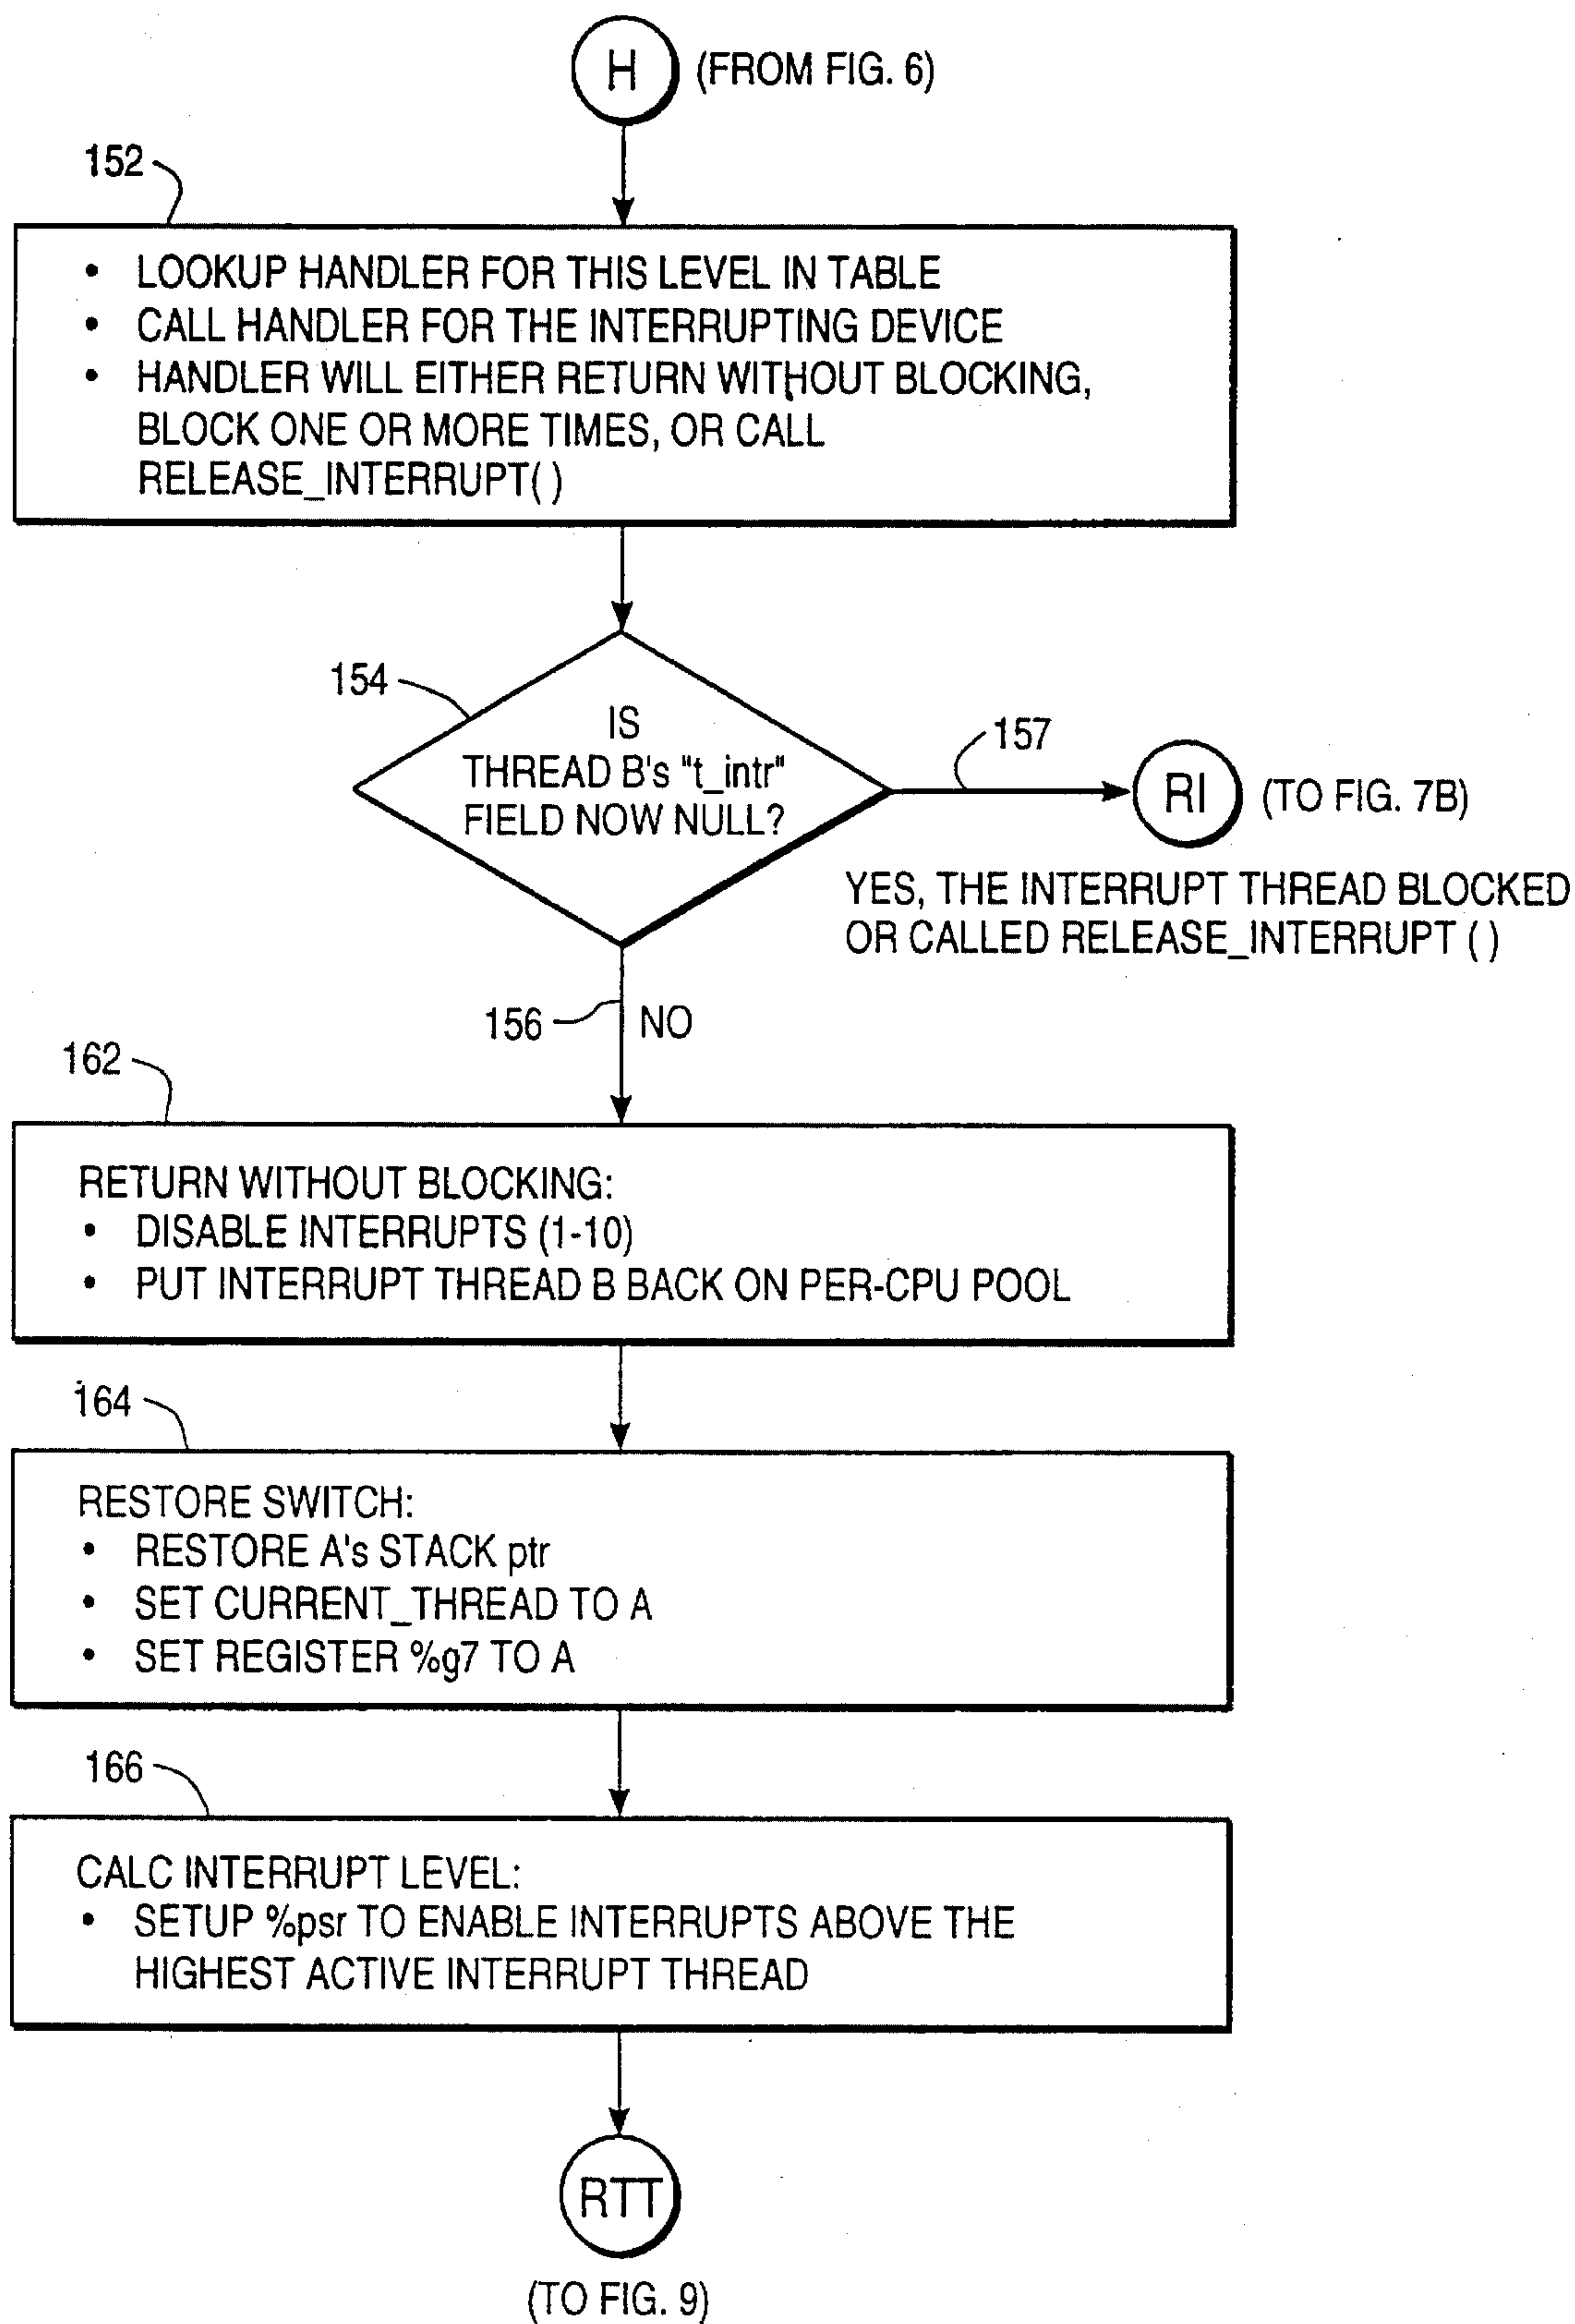 H (FROM FIG. 6)
152
• LOOKUP HANDLER FOR THIS LEVEL IN TABLE
• CALL HANDLER FOR THE INTERRUPTING DEVICE
• HANDLER WILL EITHER RETURN WITHOUT BLOCKING,
BLOCK ONE OR MORE TIMES, OR CALL
RELEASE_INTERRUPT( )
154
IS
THREAD B's "t_intr"
FIELD NOW NULL?
157
RI (TO FIG. 7B)
YES, THE INTERRUPT THREAD BLOCKED
OR CALLED RELEASE_INTERRUPT ( )
156 NO
162
RETURN WITHOUT BLOCKING:
• DISABLE INTERRUPTS (1-10)
• PUT INTERRUPT THREAD B BACK ON PER-CPU POOL
164
RESTORE SWITCH:
• RESTORE A's STACK ptr
• SET CURRENT_THREAD TO A
• SET REGISTER %g7 TO A
166
CALC INTERRUPT LEVEL:
• SETUP %psr TO ENABLE INTERRUPTS ABOVE THE
HIGHEST ACTIVE INTERRUPT THREAD
RTT
(TO FIG. 9)